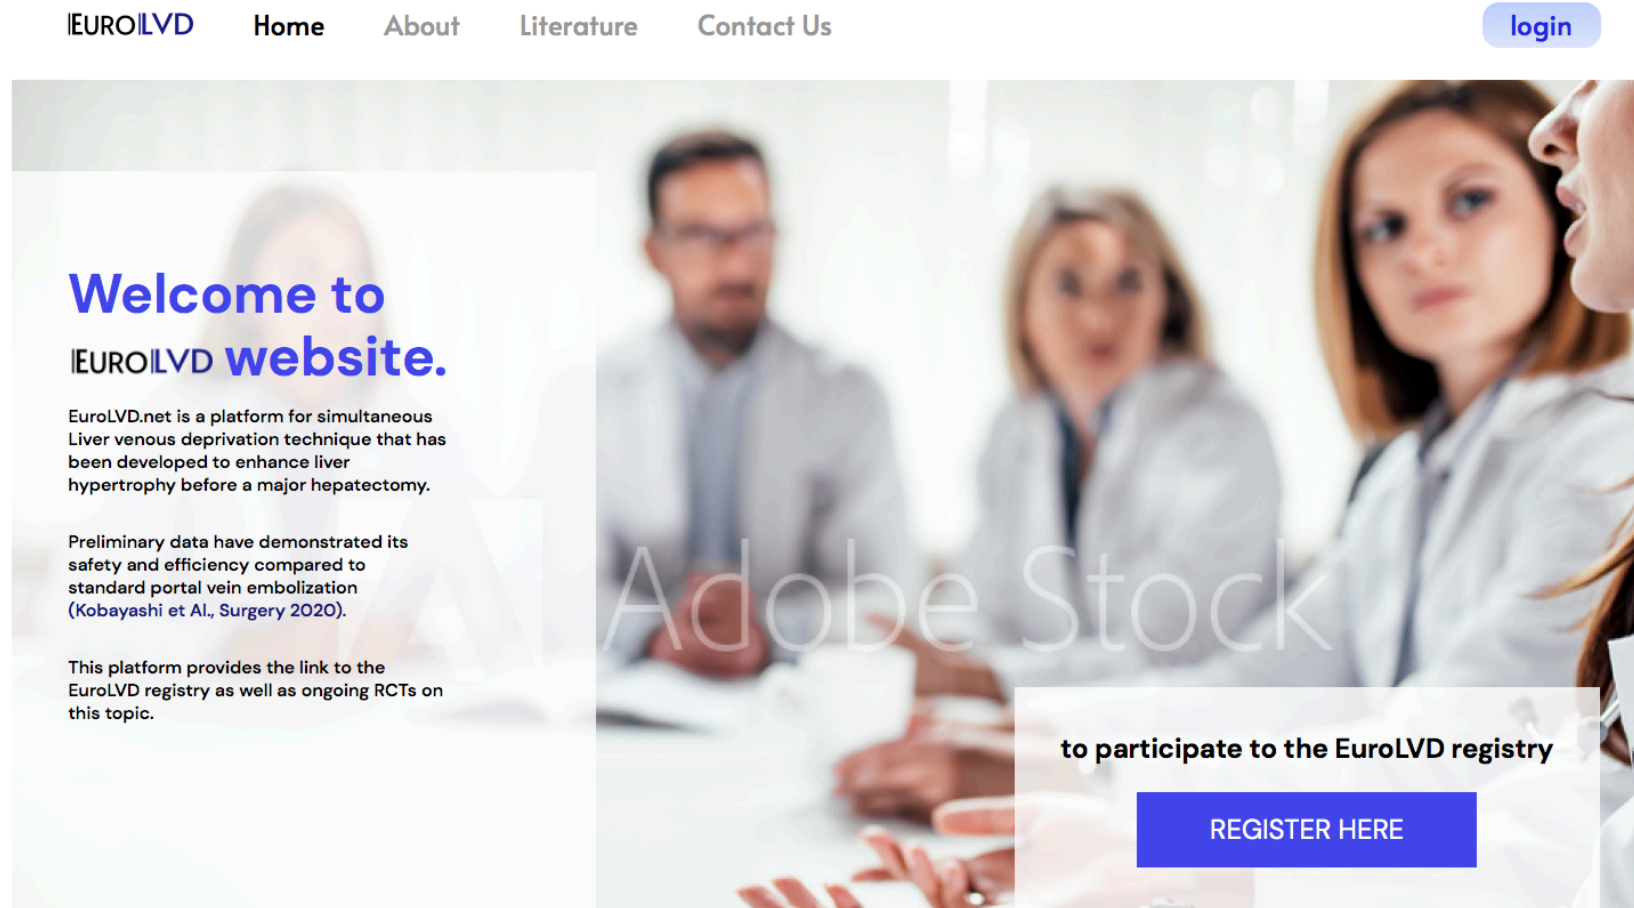 EUROLVD Home About Literature Contact Us login
Welcome to
EUROLVD website.
EuroLVD.net is a platform for simultaneous
Liver venous deprivation technique that has
been developed to enhance liver
hypertrophy before a major hepatectomy.
Preliminary data have demonstrated its
safety and efficiency compared to
standard portal vein embolization
(Kobayashi et Al., Surgery 2020).
This platform provides the link to the
EuroLVD registry as well as ongoing RCTs on
this topic.
Adobe Stock
to participate to the EuroLVD registry
REGISTER HERE